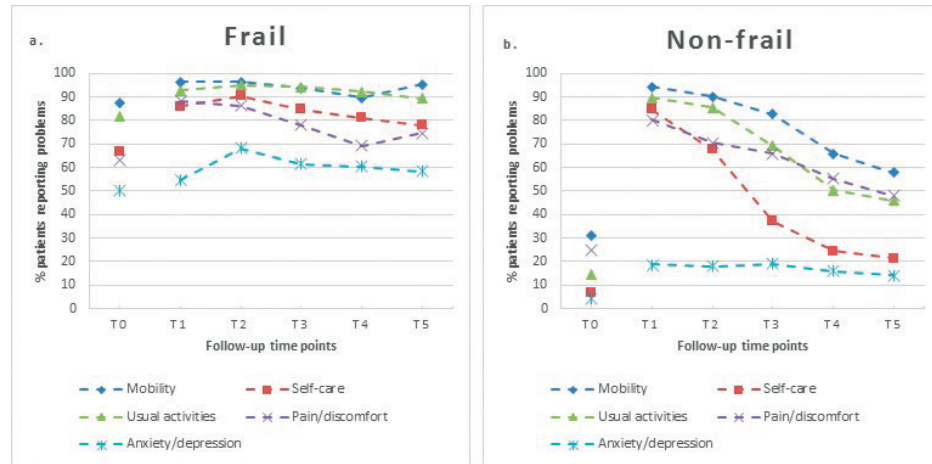 a.
Frail
% patients reporting problems
100
90
80
70
60
50
40
30
20
10
0
T0 T1 T2 T3 T4 T5
Follow-up time points
Mobility Self-care
Usual activities Pain/discomfort
Anxiety/depression
b.
Non-frail
% patients reporting problems
100
90
80
70
60
50
40
30
20
10
0
T0 T1 T2 T3 T4 T5
Follow-up time points
Mobility Self-care
Usual activities Pain/discomfort
Anxiety/depression